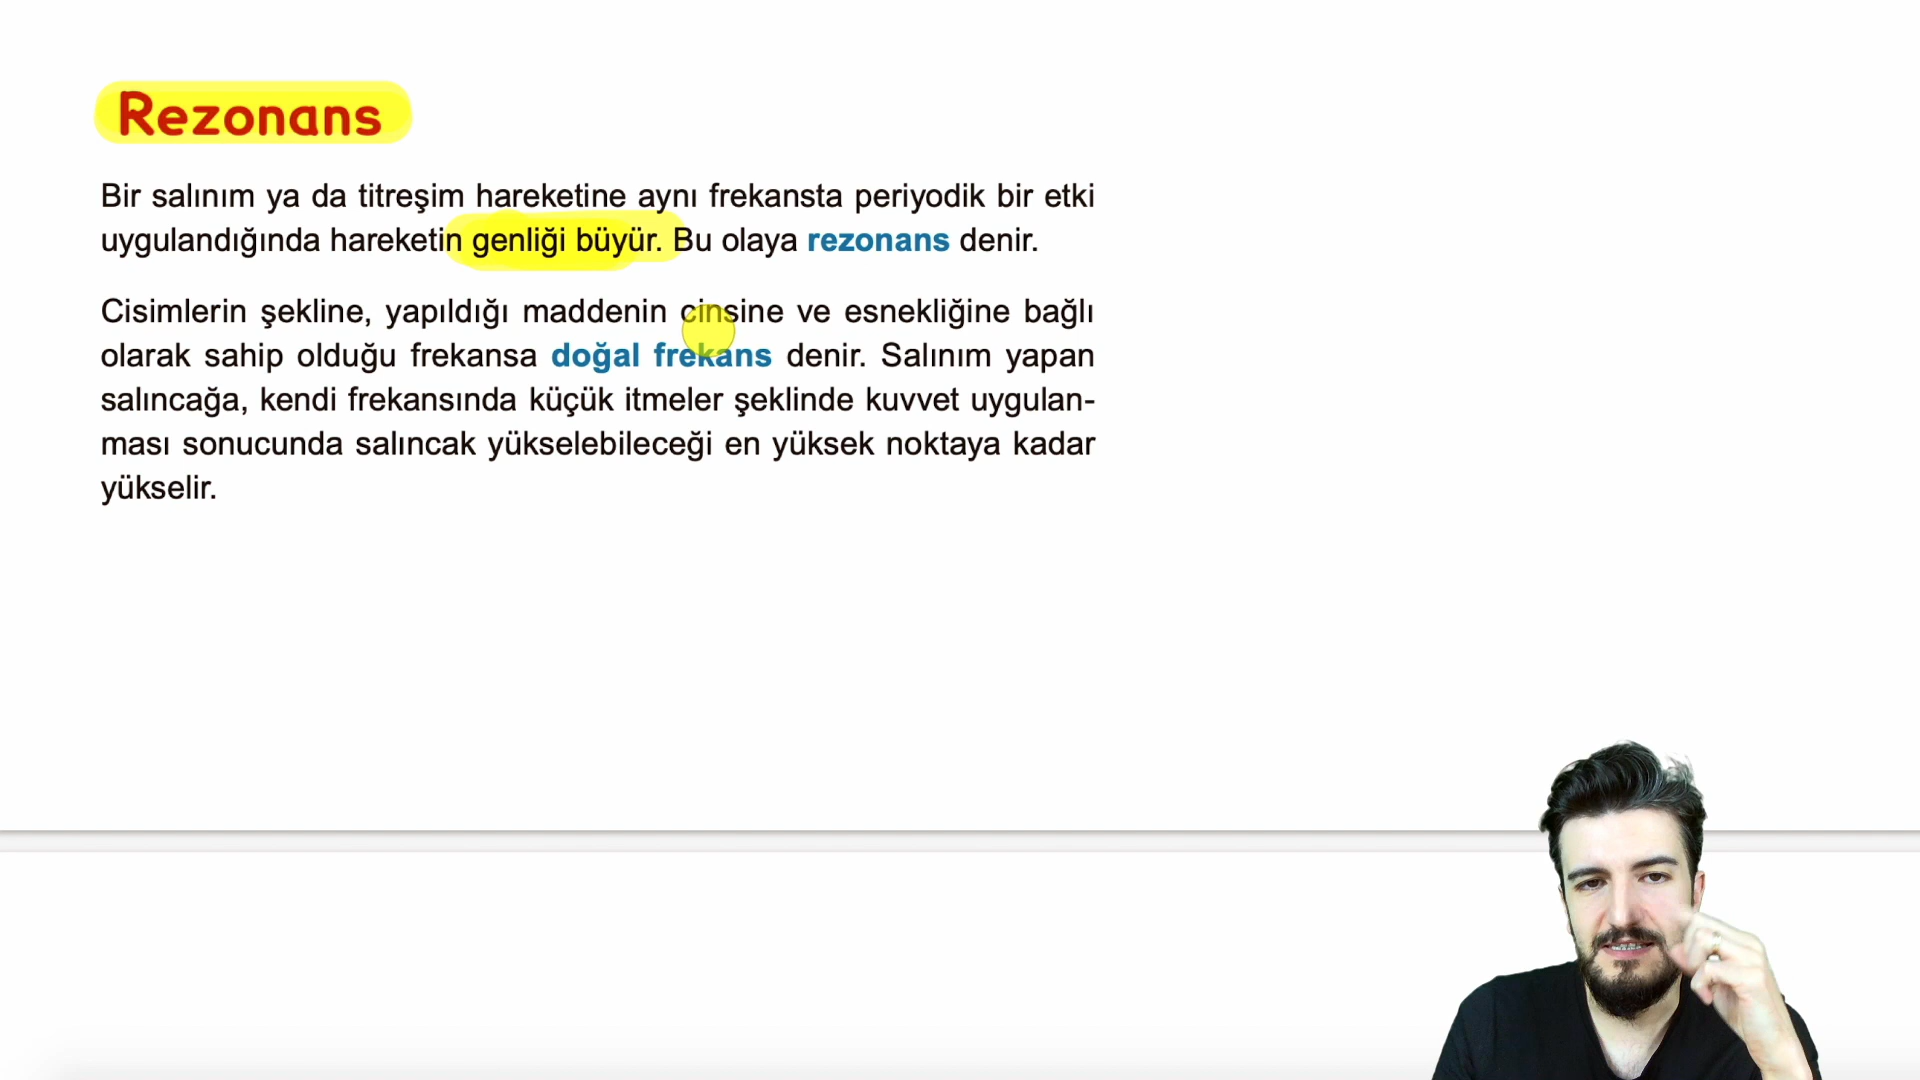 Rezonans
Bir salınım ya da titreşim hareketine aynı frekansta periyodik bir etki
uygulandığında hareketin genliği büyür. Bu olaya rezonans denir.
Cisimlerin şekline, yapıldığı maddenin cinsine ve esnekliğine bağlı
olarak sahip olduğu frekansa doğal frekans denir. Salınım yapan
salıncağa, kendi frekansında küçük itmeler şeklinde kuvvet uygulan-
ması sonucunda salıncak yükselebileceği en yüksek noktaya kadar
yükselir.